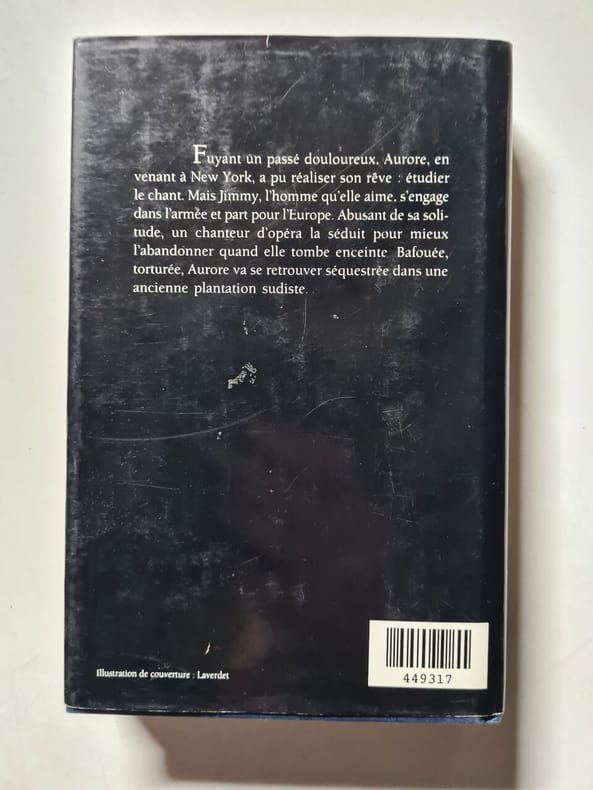 Fuyant un passé douloureux, Aurore, en
venant à New York, a pu réaliser son rêve : étudier
le chant. Mais Jimmy, l'homme qu'elle aime, s'engage
dans l'armée et part pour l'Europe. Abusant de sa soli-
tude, un chanteur d'opéra la séduit pour mieux
l'abandonner quand elle tombe enceinte. Bafouée,
torturée, Aurore va se retrouver séquestrée dans une
ancienne plantation sudiste.
Illustration de couverture : Laverdet
449317